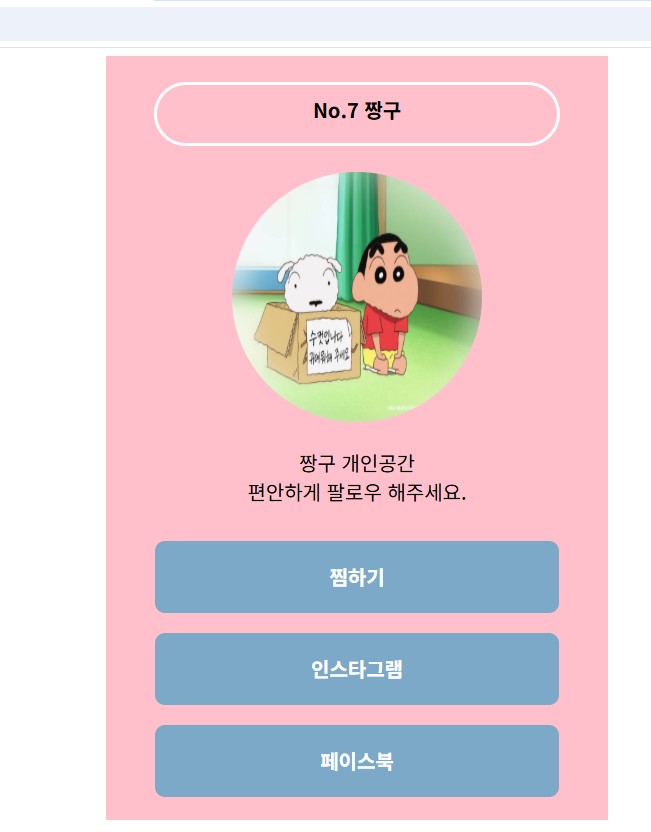 No.7 짱구
수컷입니다
귀여워해 주세요
짱구 개인공간
편안하게 팔로우 해주세요.
찜하기
인스타그램
페이스북